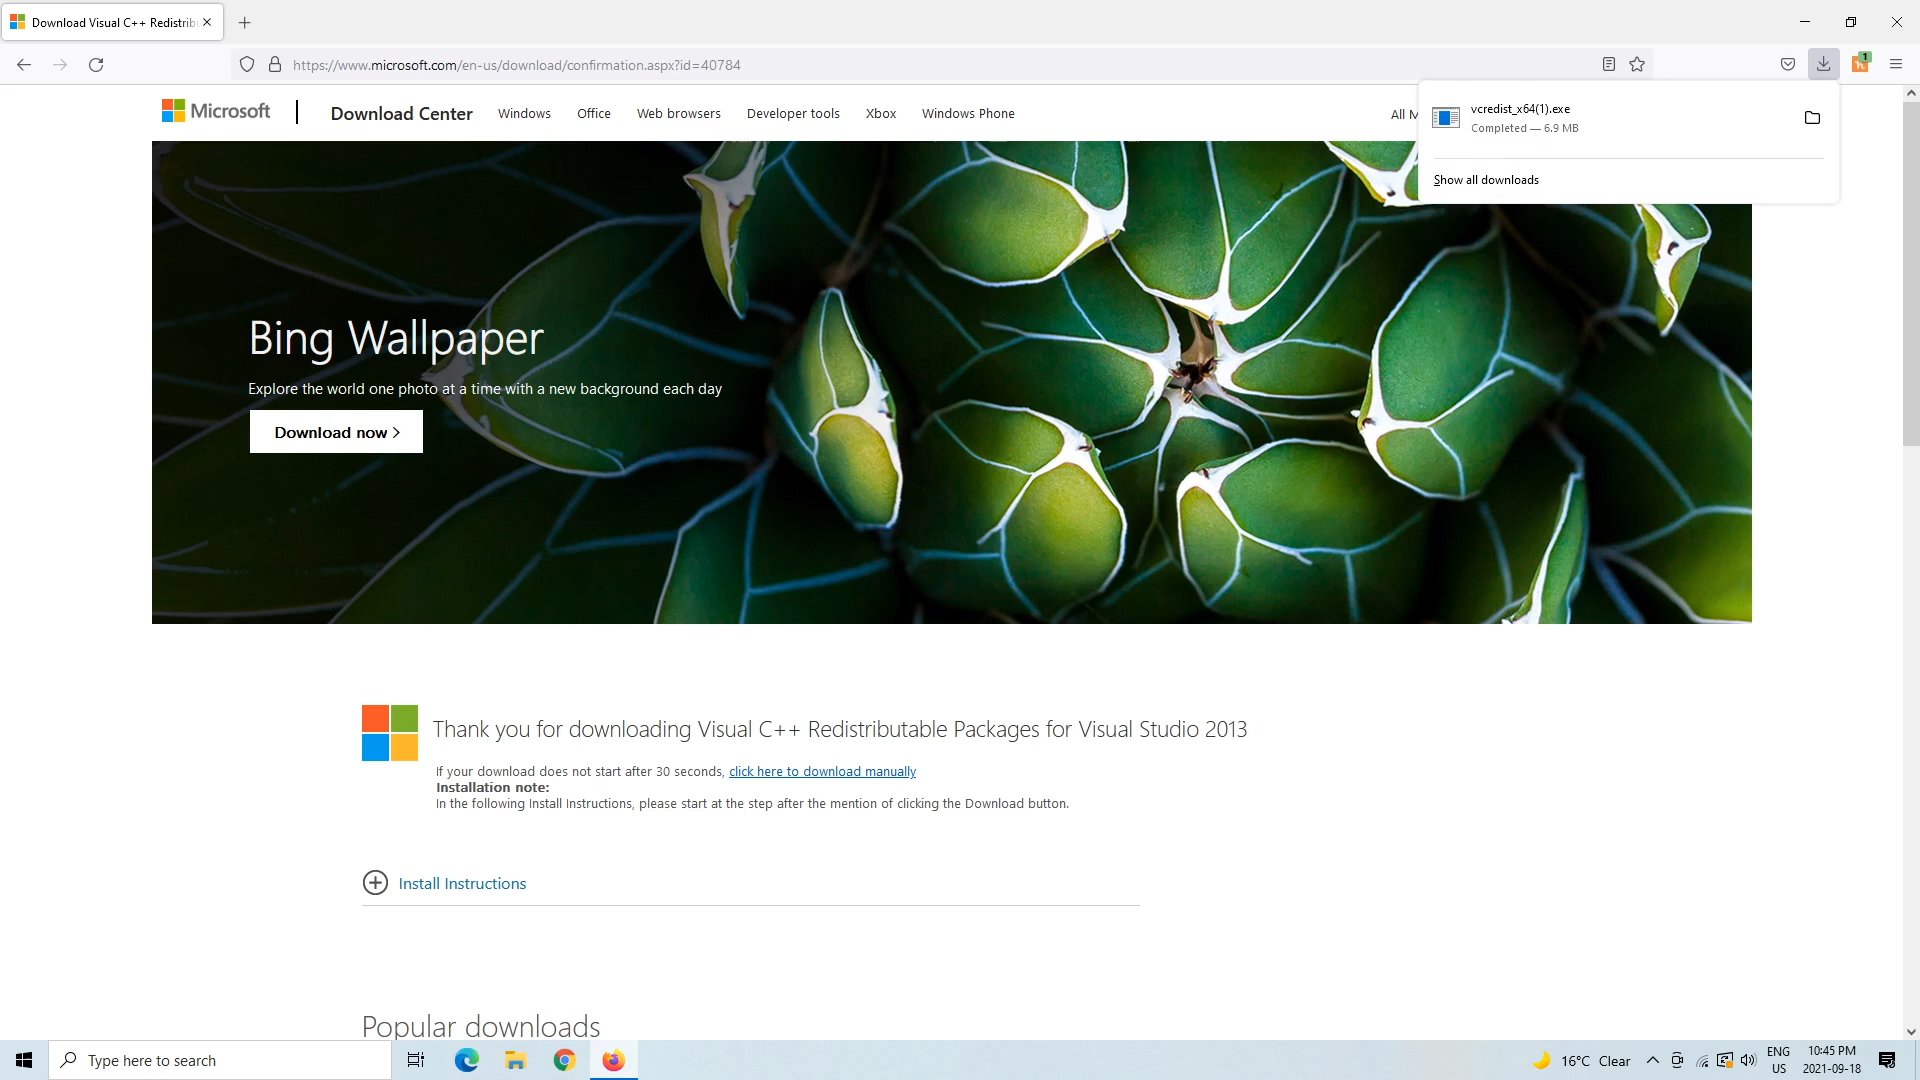 Download Visual C++ Redistrib
https://www.microsoft.com/en-us/download/confirmation.aspx?id=40784
1
Microsoft
Download Center
Windows
Office
Web browsers
Developer tools
Xbox
Windows Phone
All M
vcredist_x64(1).exe
Completed — 6.9 MB
Show all downloads
Bing Wallpaper
Explore the world one photo at a time with a new background each day
Download now
Thank you for downloading Visual C++ Redistributable Packages for Visual Studio 2013
If your download does not start after 30 seconds, click here to download manually
Installation note:
In the following Install Instructions, please start at the step after the mention of clicking the Download button.
Install Instructions
Popular downloads
Type here to search
16°C Clear
ENG
US
10:45 PM
2021-09-18